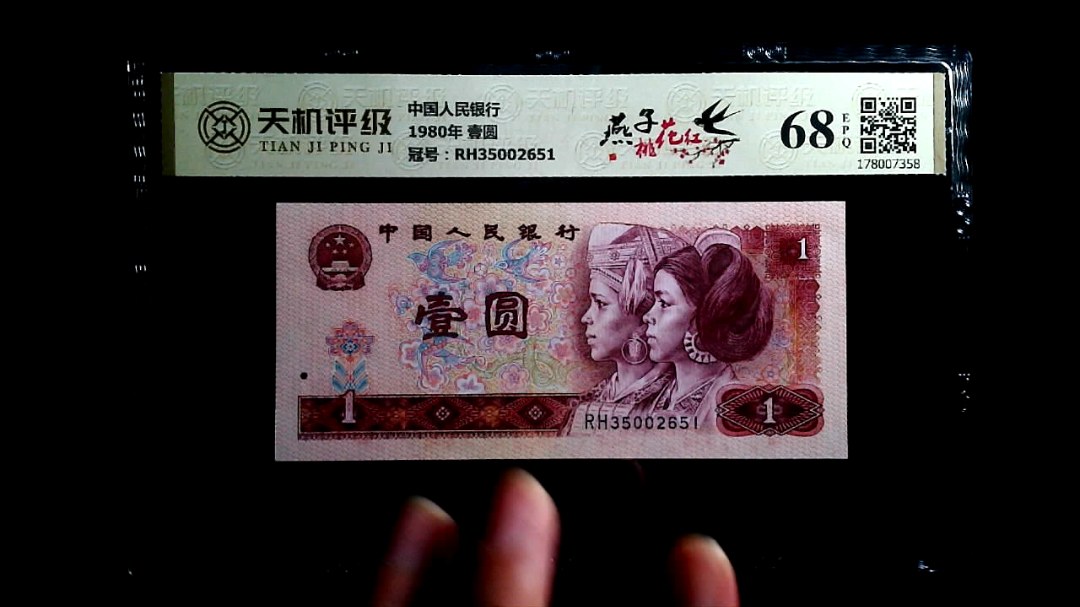 天机评级
TIAN JI PING JI
中国人民银行
1980年 壹圆
冠号：RH35002651
燕子
桃花红
68
EPQ
178007358
中国人民银行
壹圆
1
1
RH35002651
1